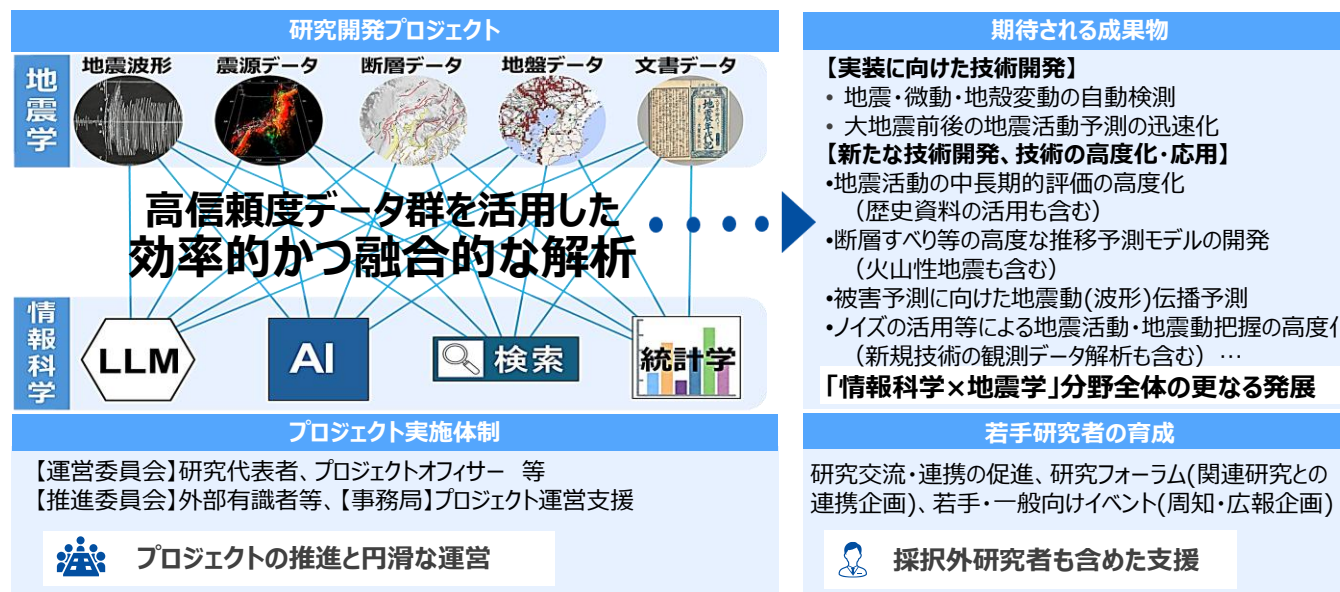 研究開発プロジェクト
地震学
地震波形
震源データ
断層データ
地盤データ
文書データ
地震年代記
高信頼度データ群を活用した
効率的かつ融合的な解析
情報科学
LLM
AI
検索
統計学
期待される成果物
【実装に向けた技術開発】
• 地震・微動・地殻変動の自動検測
• 大地震前後の地震活動予測の迅速化
【新たな技術開発、技術の高度化・応用】
•地震活動の中長期的評価の高度化
（歴史資料の活用も含む）
•断層すべり等の高度な推移予測モデルの開発
（火山性地震も含む）
•被害予測に向けた地震動(波形)伝播予測
•ノイズの活用等による地震活動・地震動把握の高度
（新規技術の観測データ解析も含む） …
「情報科学×地震学」分野全体の更なる発展
プロジェクト実施体制
【運営委員会】研究代表者、プロジェクトオフィサー 等
【推進委員会】外部有識者等、【事務局】プロジェクト運営支援
プロジェクトの推進と円滑な運営
若手研究者の育成
研究交流・連携の促進、研究フォーラム(関連研究との
連携企画)、若手・一般向けイベント(周知・広報企画)
採択外研究者も含めた支援